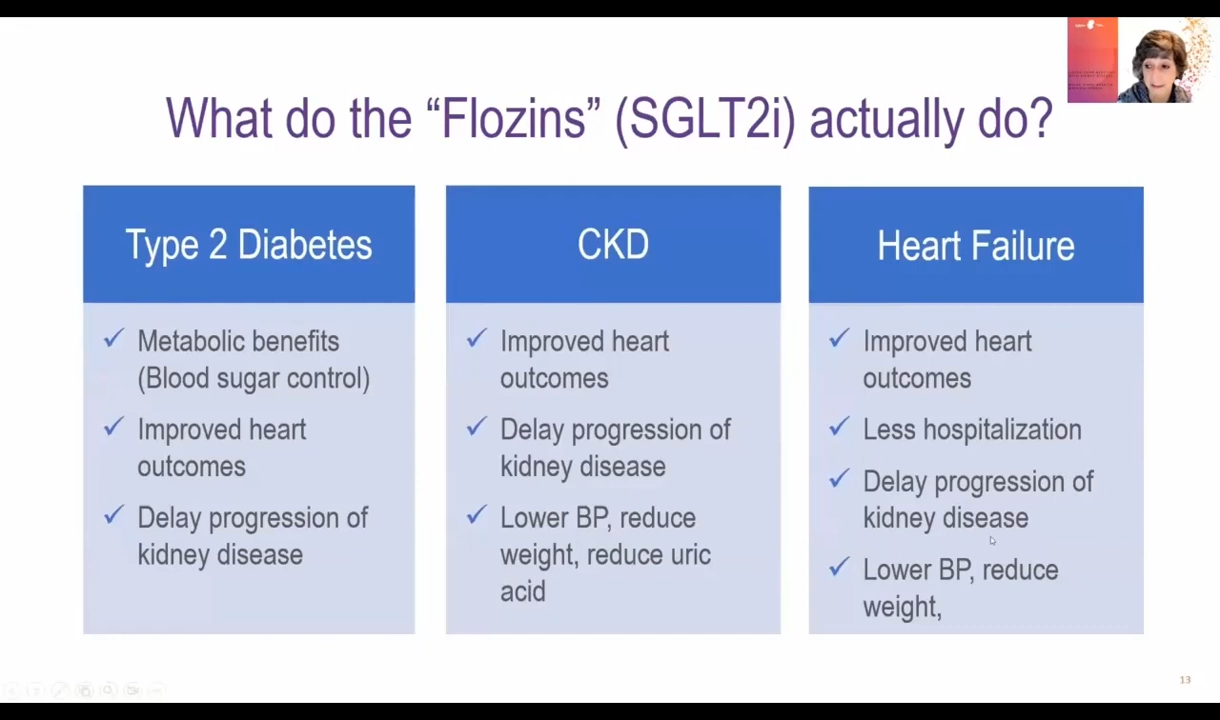 What do the “Flozins” (SGLT2i) actually do?
Type 2 Diabetes
Metabolic benefits
(Blood sugar control)
Improved heart
outcomes
Delay progression of
kidney disease
CKD
Improved heart
outcomes
Delay progression of
kidney disease
Lower BP, reduce
weight, reduce uric
acid
Heart Failure
Improved heart
outcomes
Less hospitalization
Delay progression of
kidney disease
Lower BP, reduce
weight,
13